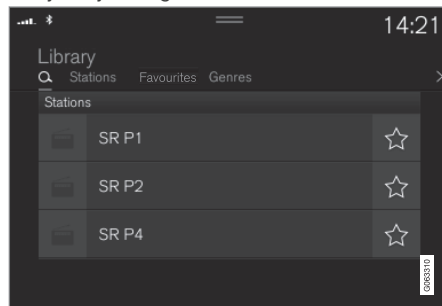 14:21
Library
Stations Favourites Genres
Stations
SR P1
SR P2
SR P4
G063310